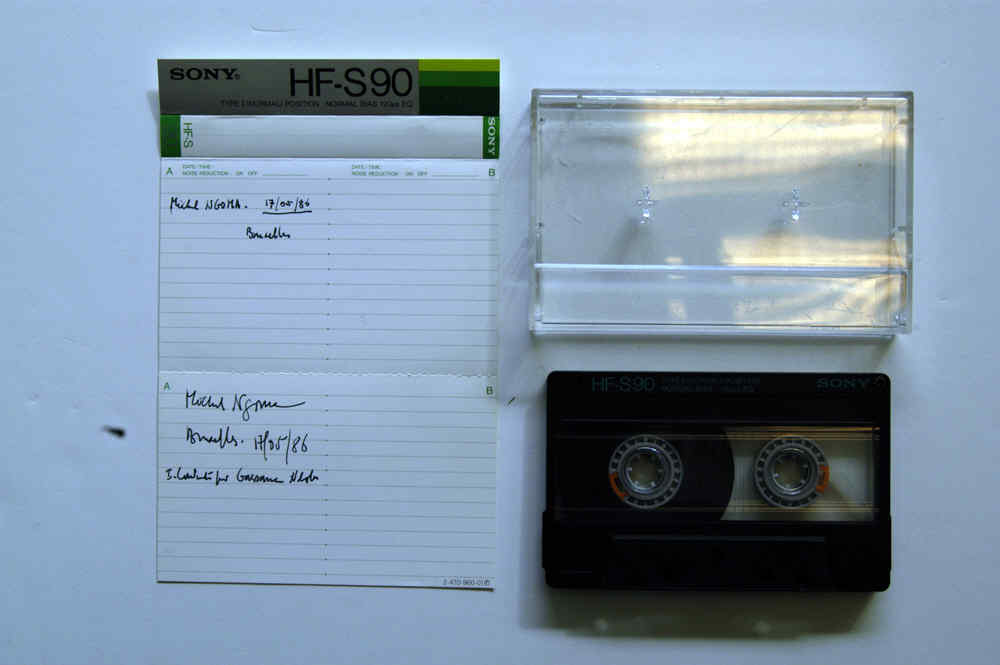 SONY®
HF-S90
TYPE I (NORMAL) POSITION NORMAL BIAS 120µs EQ
HF-S
SONY
A DATE/TIME: DATE/TIME: B
NOISE REDUCTION: ON OFF NOISE REDUCTION: ON OFF
Michel NGOMA. 17/05/86
Bruxelles
A B
Michel Ngoma
Bruxelles. 17/05/86
HF-S90
SONY